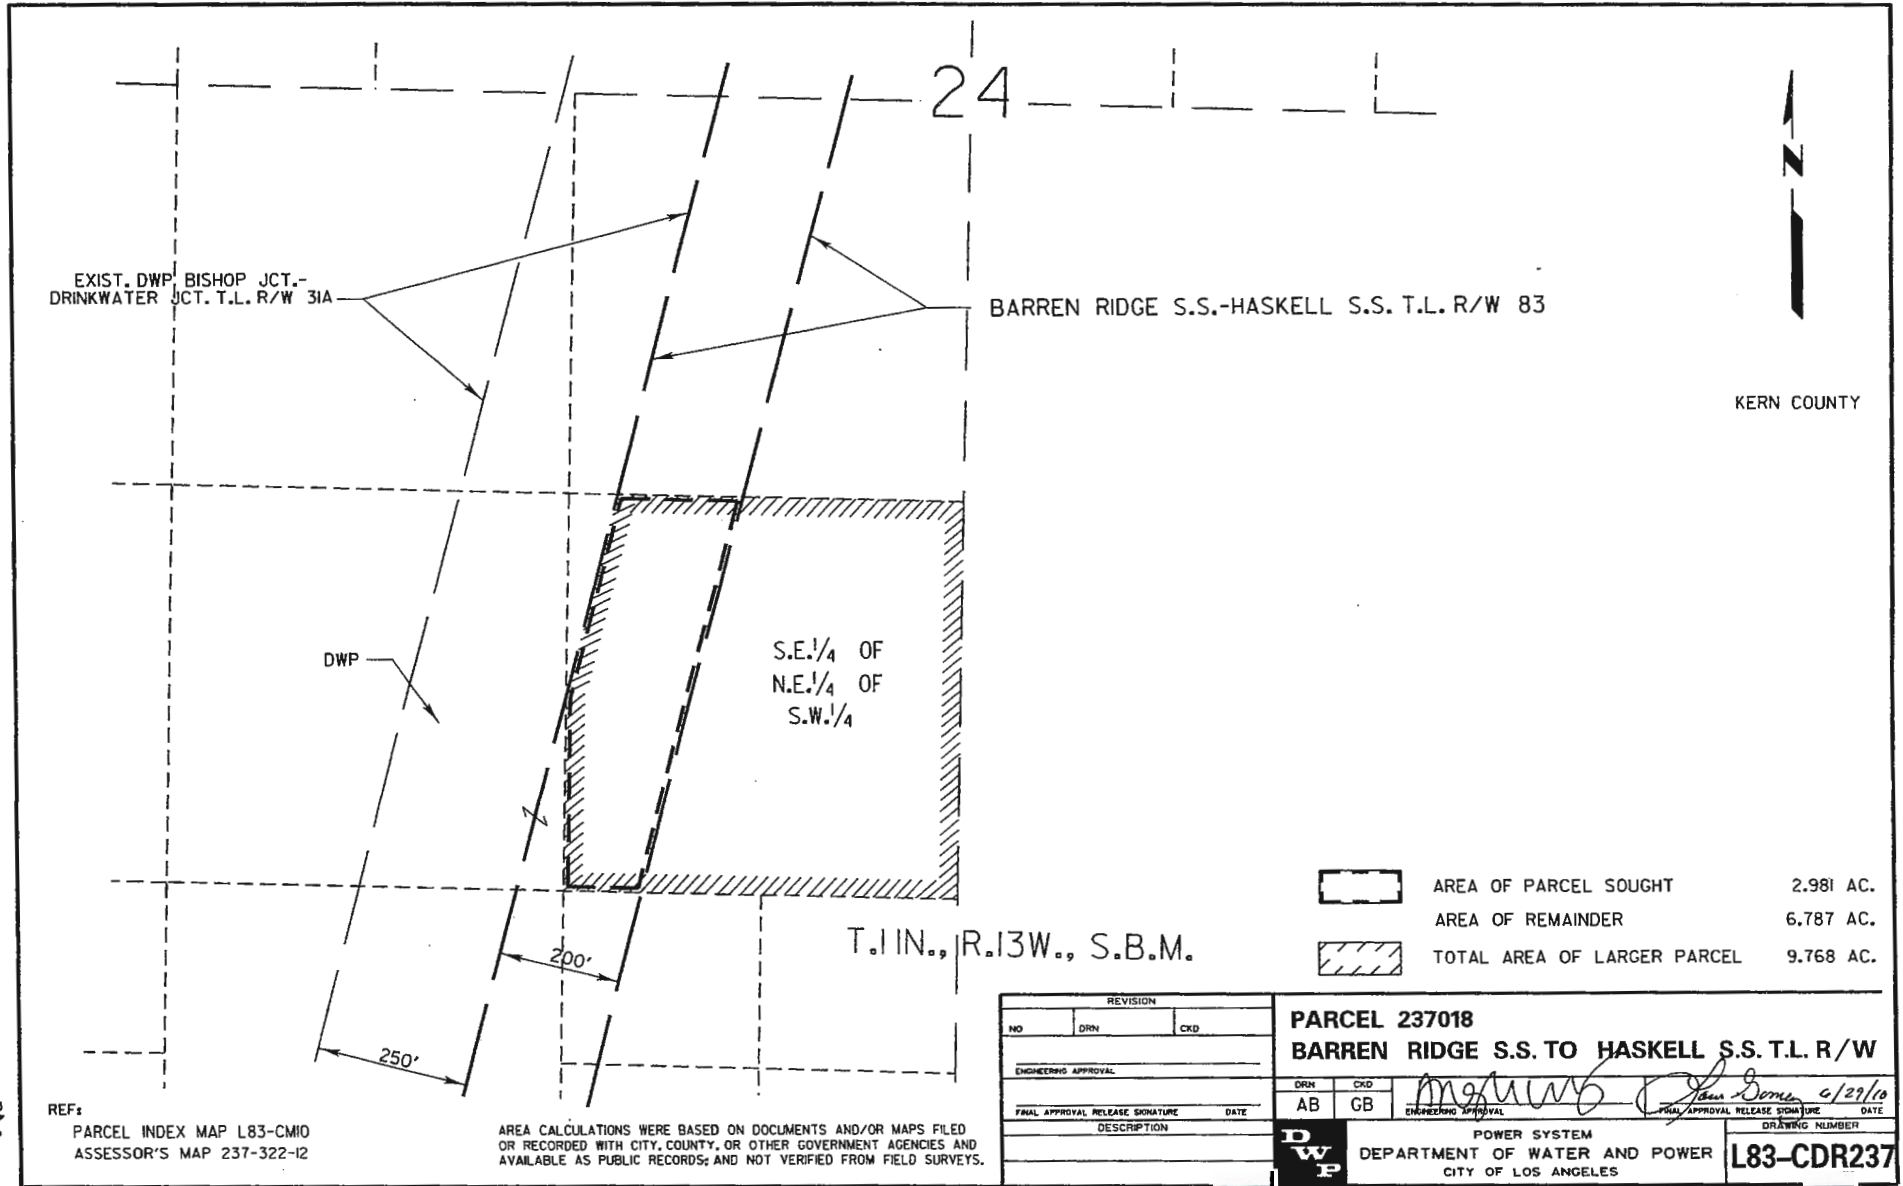 24
N
EXIST. DWP BISHOP JCT.-
DRINKWATER JCT. T.L. R/W 31A
BARREN RIDGE S.S.-HASKELL S.S. T.L. R/W 83
KERN COUNTY
DWP
S.E.1/4 OF
N.E.1/4 OF
S.W.1/4
Z
200'
250'
T.11N., R.13W., S.B.M.
AREA OF PARCEL SOUGHT 2.981 AC.
AREA OF REMAINDER 6.787 AC.
TOTAL AREA OF LARGER PARCEL 9.768 AC.
REF:
PARCEL INDEX MAP L83-CM10
ASSESSOR'S MAP 237-322-12
AREA CALCULATIONS WERE BASED ON DOCUMENTS AND/OR MAPS FILED
OR RECORDED WITH CITY, COUNTY, OR OTHER GOVERNMENT AGENCIES AND
AVAILABLE AS PUBLIC RECORDS; AND NOT VERIFIED FROM FIELD SURVEYS.
REVISION
NO DRN CKD
ENGINEERING APPROVAL
FINAL APPROVAL RELEASE SIGNATURE DATE
DESCRIPTION
PARCEL 237018
BARREN RIDGE S.S. TO HASKELL S.S. T.L. R/W
DRN CKD
AB GB
ENGINEERING APPROVAL
6/29/10
FINAL APPROVAL RELEASE SIGNATURE DATE
DWP
POWER SYSTEM
DEPARTMENT OF WATER AND POWER
CITY OF LOS ANGELES
DRAWING NUMBER
L83-CDR237